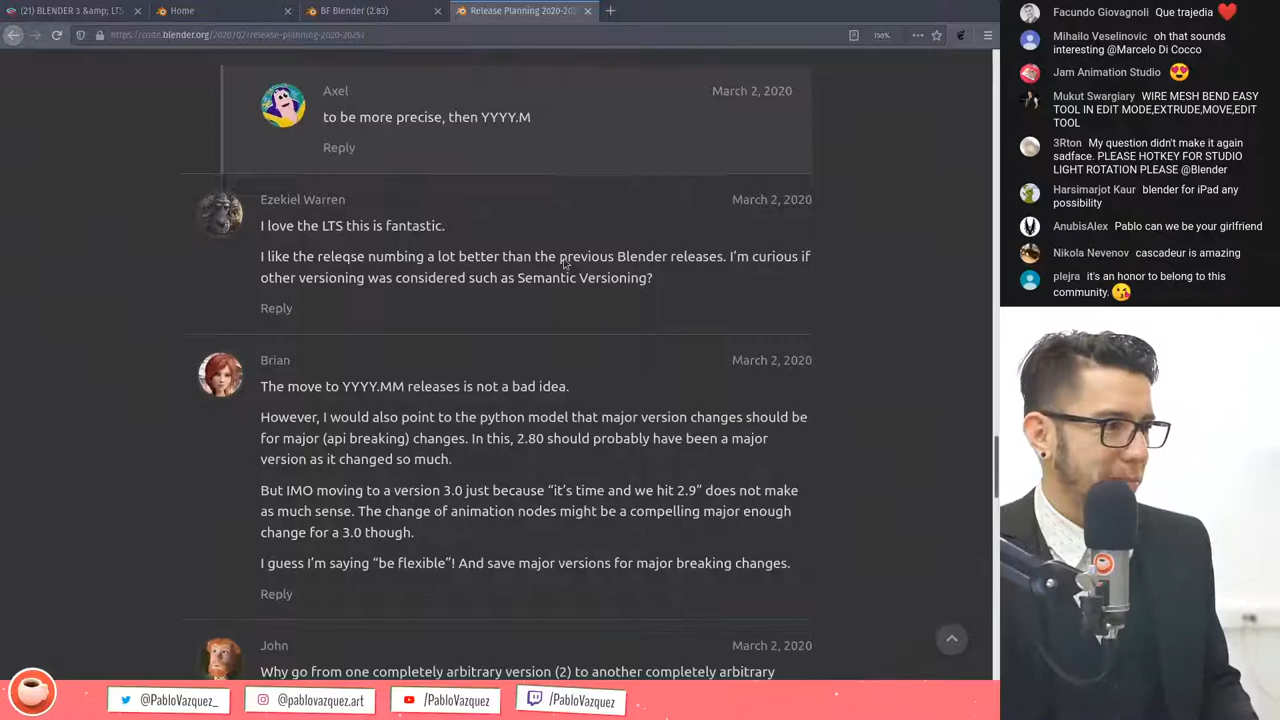 (21) BLENDER 3 &amp; LTS
Home
BF Blender (2.83)
Release Planning 2020-202
https://code.blender.org/2020/02/release-planning-2020-2025/
150%
Axel
March 2, 2020
to be more precise, then YYYY.M
Reply
Ezekiel Warren
March 2, 2020
I love the LTS this is fantastic.
I like the releqse numbing a lot better than the previous Blender releases. I’m curious if
other versioning was considered such as Semantic Versioning?
Reply
Brian
March 2, 2020
The move to YYYY.MM releases is not a bad idea.
However, I would also point to the python model that major version changes should be
for major (api breaking) changes. In this, 2.80 should probably have been a major
version as it changed so much.
But IMO moving to a version 3.0 just because “it’s time and we hit 2.9” does not make
as much sense. The change of animation nodes might be a compelling major enough
change for a 3.0 though.
I guess I’m saying “be flexible”! And save major versions for major breaking changes.
Reply
John
March 2, 2020
Why go from one completely arbitrary version (2) to another completely arbitrary
Facundo Giovagnoli Que trajedia
Mihailo Veselinovic oh that sounds
interesting @Marcelo Di Cocco
Jam Animation Studio
Mukut Swargiary WIRE MESH BEND EASY
TOOL IN EDIT MODE,EXTRUDE,MOVE,EDIT
TOOL
3Rton My question didn't make it again
sadface. PLEASE HOTKEY FOR STUDIO
LIGHT ROTATION PLEASE @Blender
Harsimarjot Kaur blender for iPad any
possibility
AnubisAlex Pablo can we be your girlfriend
Nikola Nevenov cascadeur is amazing
plejra it's an honor to belong to this
community.
@PabloVazquez_
@pablovazquez.art
/PabloVazquez
/PabloVazquez